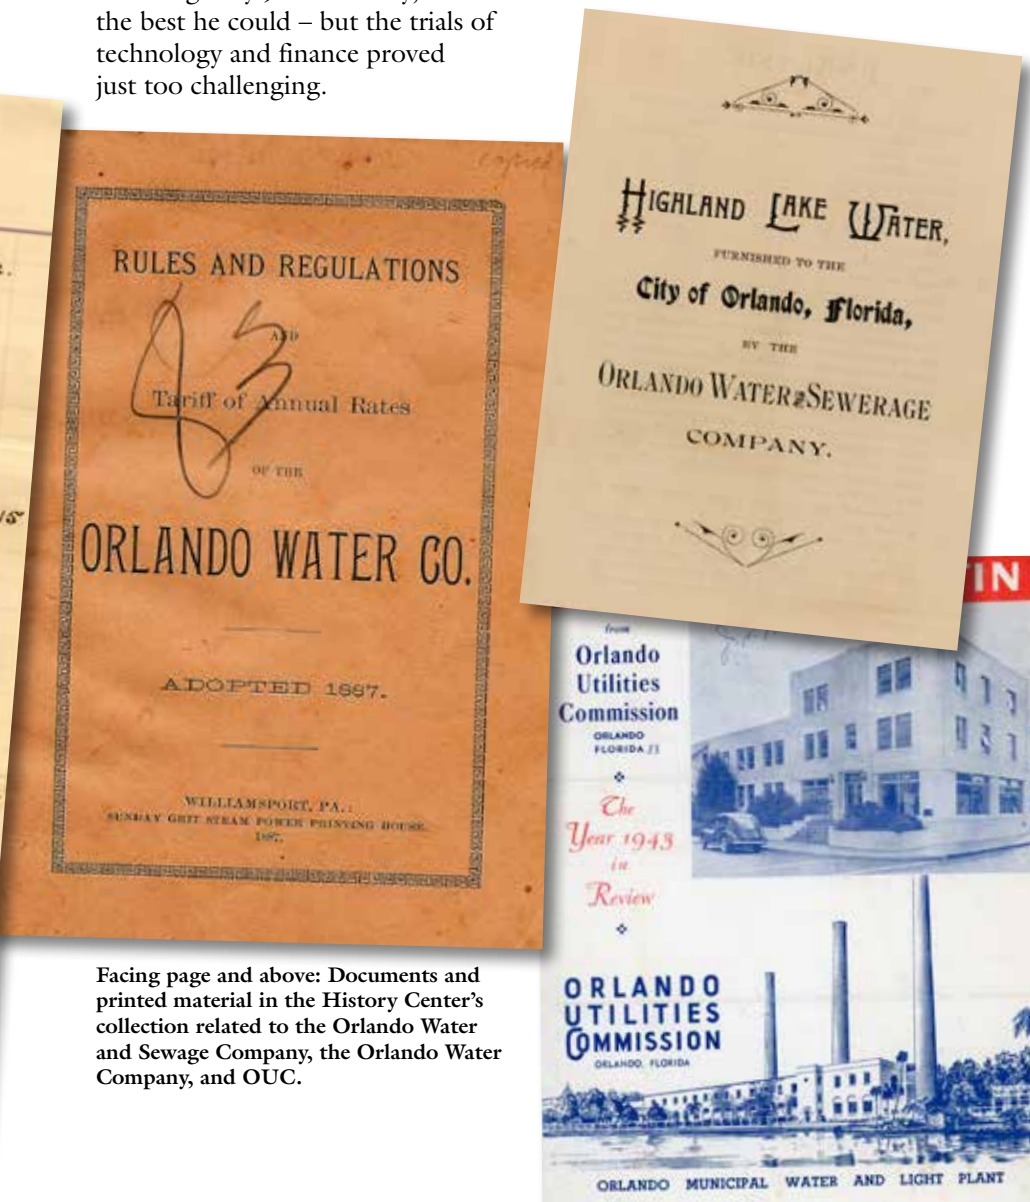 the best he could – but the trials of
technology and finance proved
just too challenging.
copied
RULES AND REGULATIONS
AND
Tariff of Annual Rates
OF THE
ORLANDO WATER CO.
ADOPTED 1887.
WILLIAMSPORT, PA.:
SUNDAY GRIT STEAM POWER PRINTING HOUSE.
1887.
HIGHLAND LAKE WATER,
FURNISHED TO THE
City of Orlando, Florida,
BY THE
ORLANDO WATER AND SEWERAGE
COMPANY.
TIN
from
Orlando
Utilities
Commission
ORLANDO
FLORIDA
The
Year 1943
in
Review
ORLANDO
UTILITIES
COMMISSION
ORLANDO, FLORIDA
ORLANDO MUNICIPAL WATER AND LIGHT PLANT
Facing page and above: Documents and
printed material in the History Center's
collection related to the Orlando Water
and Sewage Company, the Orlando Water
Company, and OUC.